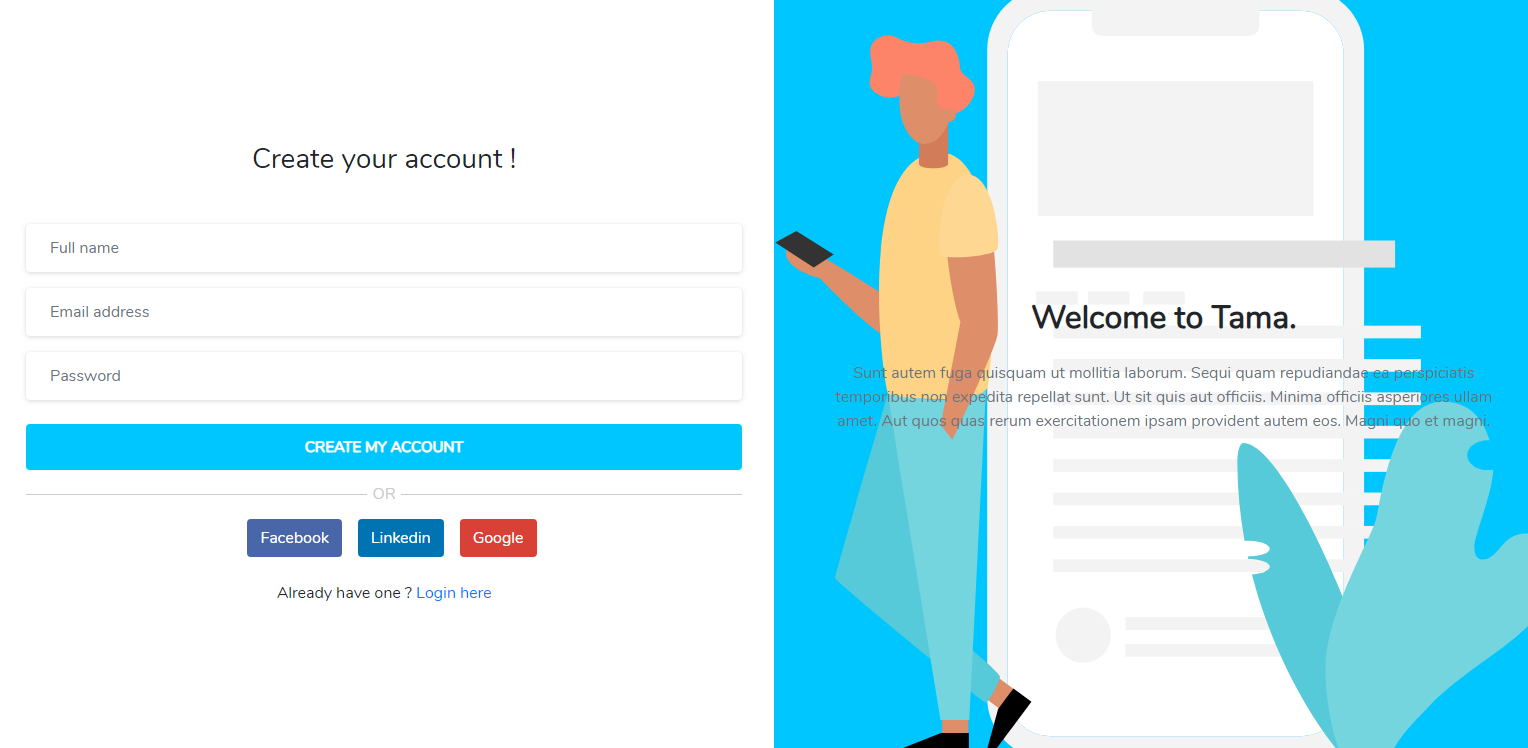 Create your account !
Full name
Email address
Password
CREATE MY ACCOUNT
OR
Facebook
Linkedin
Google
Already have one ? Login here
Welcome to Tama.
Sunt autem fuga quisquam ut mollitia laborum. Sequi quam repudiandae ea perspiciatis
temporibus non expedita repellat sunt. Ut sit quis aut officiis. Minima officiis asperiores ullam
amet. Aut quos quas rerum exercitationem ipsam provident autem eos. Magni quo et magni.